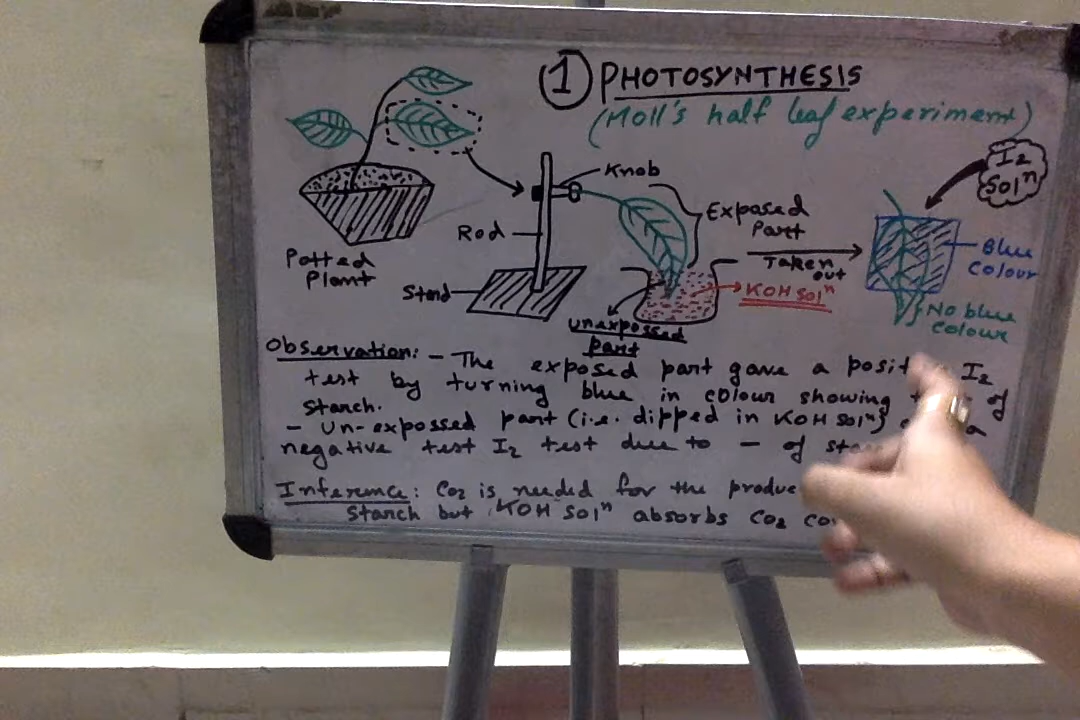 1 PHOTOSYNTHESIS
(Moll's half leaf experiment)
I2
Soln
Knob
Exposed
Part
Rod
Potted
Plant
Stand
Taken
out
KOH Soln
Blue
Colour
No blue
Colour
Unexpossed
Part
Observation: - The exposed part gave a I2
test by turning blue in colour showing of
starch.
- Un-exposed part (i.e. dipped in KOH Soln) a
negative test I2 test due to - of
Inference: CO2 is needed for the
starch but KOH Soln absorbs CO2